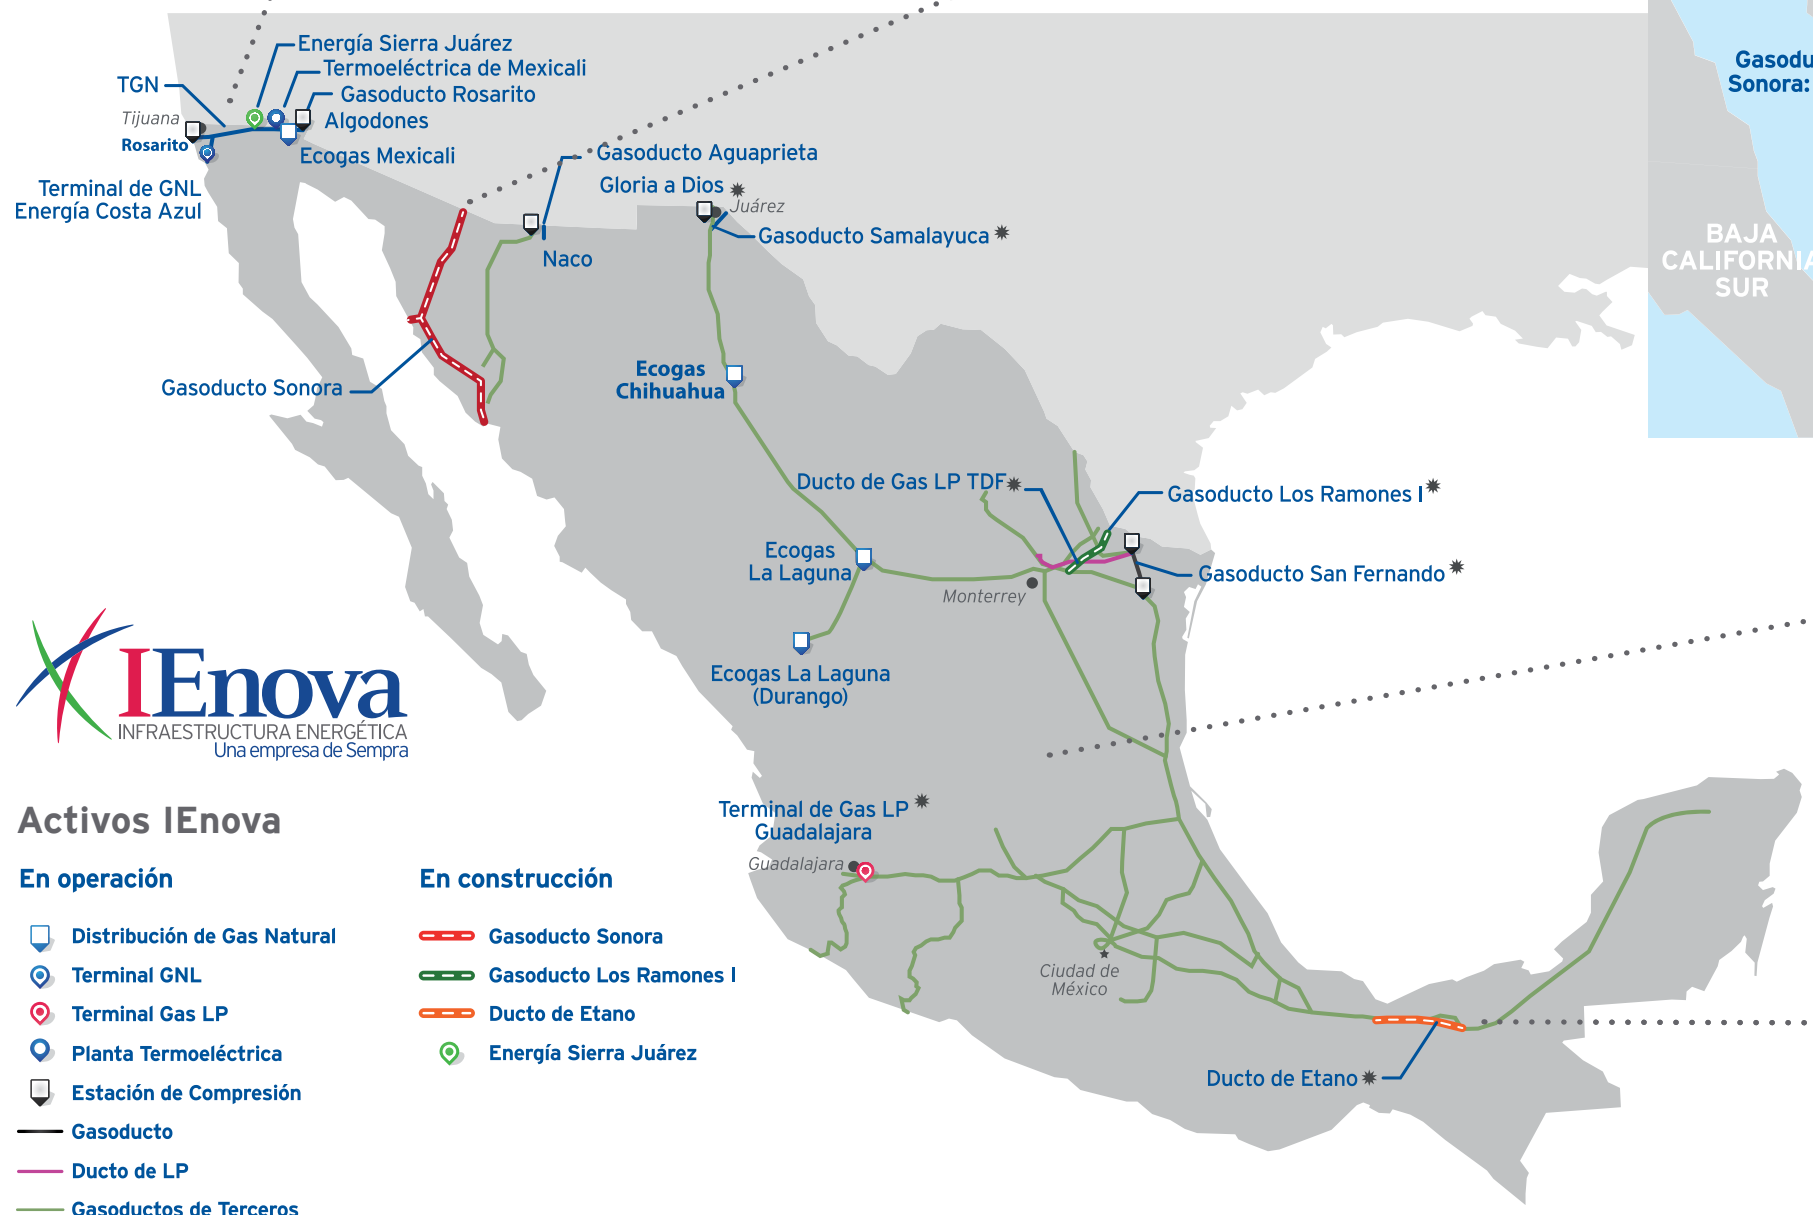 Energía Sierra Juárez
Termoeléctrica de Mexicali
TGN
Gasoducto Rosarito
Algodones
Tijuana
Rosarito
Ecogas Mexicali
Terminal de GNL
Energía Costa Azul
Gasoducto Aguaprieta
Gloria a Dios
Juárez
Gasoducto Samalayuca
Naco
Gasodu
Sonora:
BAJA
CALIFORNIA
SUR
Gasoducto Sonora
Ecogas
Chihuahua
Ducto de Gas LP TDF
Gasoducto Los Ramones I
Ecogas
La Laguna
Gasoducto San Fernando
Monterrey
Ecogas La Laguna
(Durango)
IEnova
INFRAESTRUCTURA ENERGÉTICA
Una empresa de Sempra
Terminal de Gas LP
Guadalajara
Guadalajara
Ciudad de
México
Ducto de Etano
Activos IEnova
En operación
Distribución de Gas Natural
Terminal GNL
Terminal Gas LP
Planta Termoeléctrica
Estación de Compresión
Gasoducto
Ducto de LP
Gasoductos de Terceros
En construcción
Gasoducto Sonora
Gasoducto Los Ramones I
Ducto de Etano
Energía Sierra Juárez